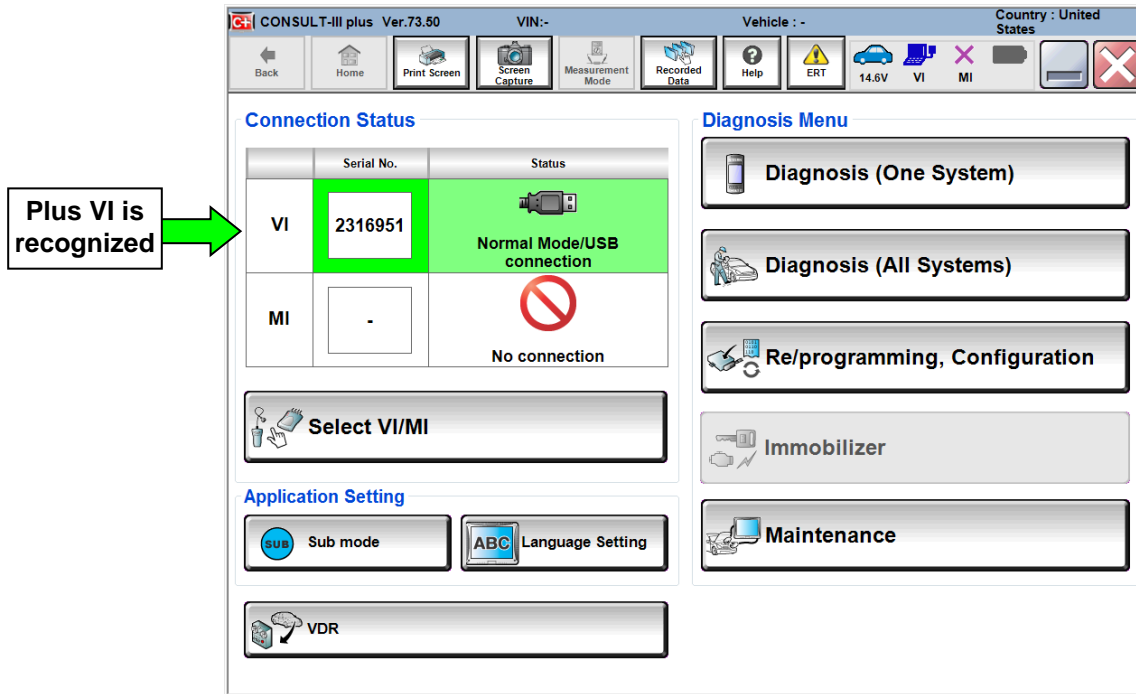 C+ CONSULT-III plus Ver.73.50 VIN:- Vehicle : - Country : United
States
Back Home Print Screen Screen
Capture Measurement
Mode Recorded
Data Help ERT 14.6V VI MI
Connection Status
Serial No. Status
Plus VI is
recognized
VI 2316951 Normal Mode/USB
connection
MI - No connection
Select VI/MI
Application Setting
SUB Sub mode ABC Language Setting
VDR
Diagnosis Menu
Diagnosis (One System)
Diagnosis (All Systems)
Re/programming, Configuration
Immobilizer
Maintenance